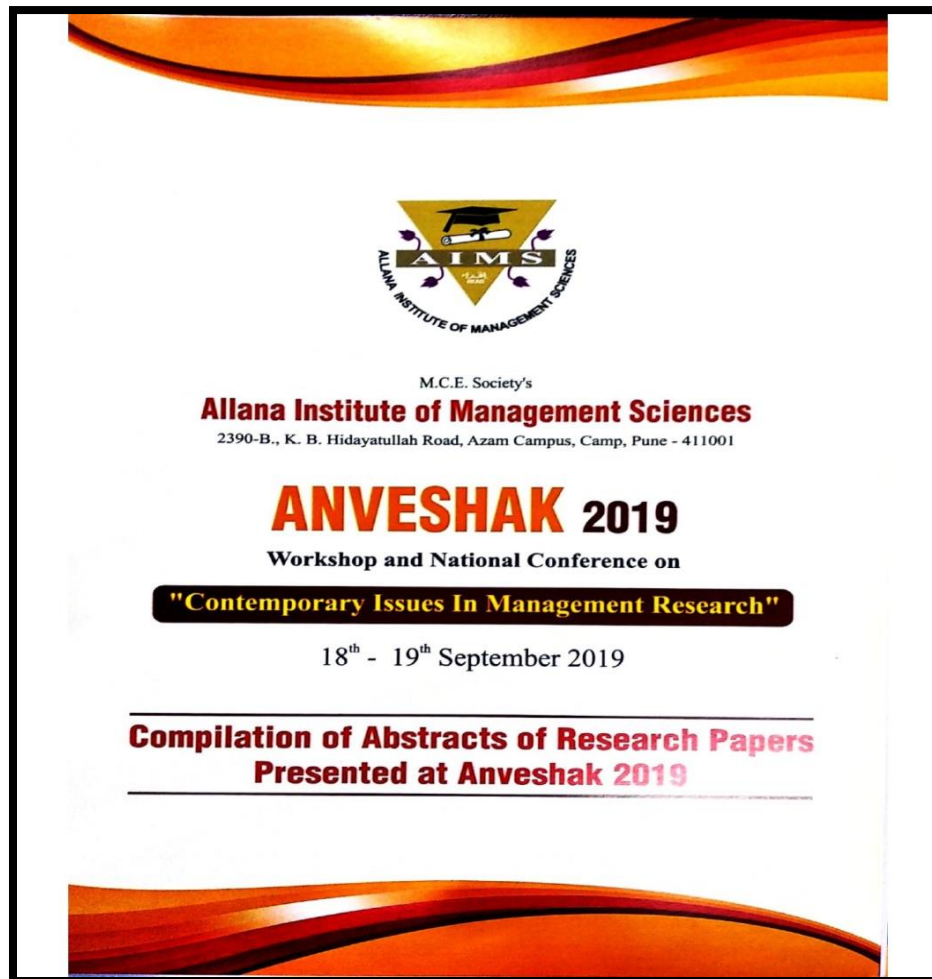 AIMS
ALLANA INSTITUTE OF MANAGEMENT SCIENCES
M.C.E. Society's
Allana Institute of Management Sciences
2390-B., K. B. Hidayatullah Road, Azam Campus, Camp, Pune - 411001
ANVESHAK 2019
Workshop and National Conference on
"Contemporary Issues In Management Research"
18th - 19th September 2019
Compilation of Abstracts of Research Papers
Presented at Anveshak 2019